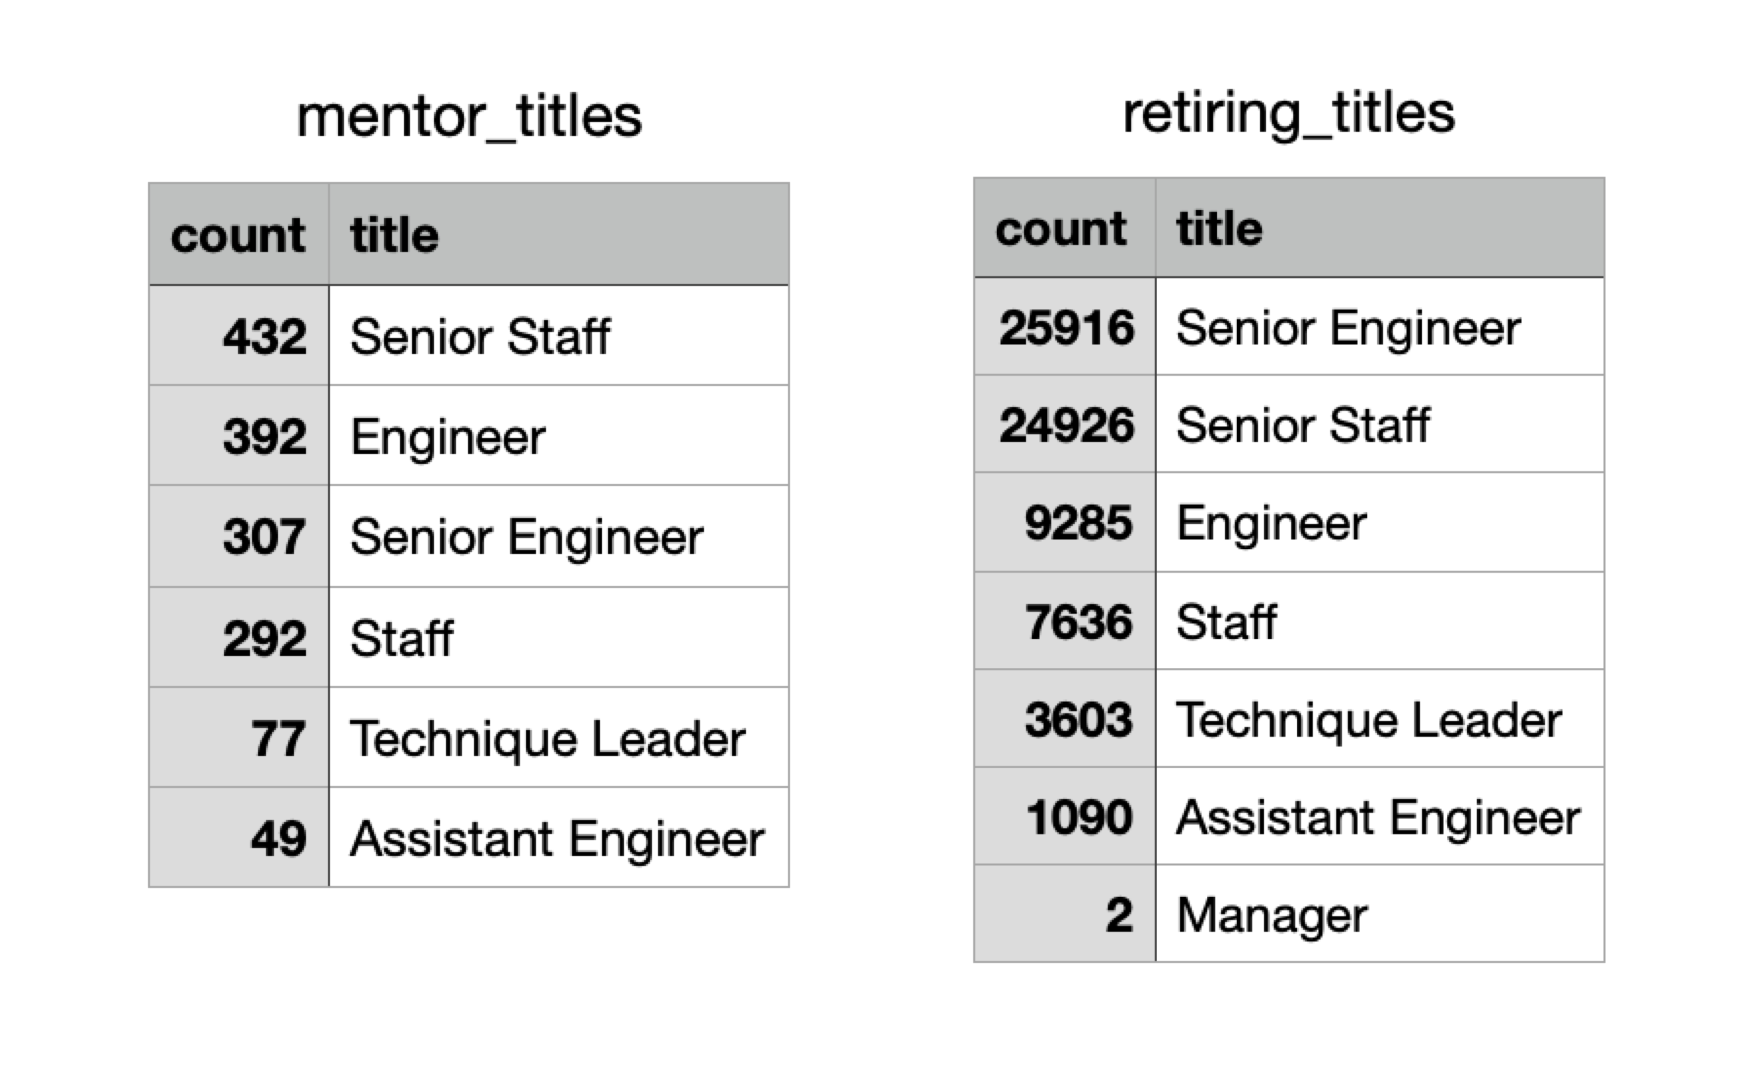 mentor_titles
count title
432 Senior Staff
392 Engineer
307 Senior Engineer
292 Staff
77 Technique Leader
49 Assistant Engineer
retiring_titles
count title
25916 Senior Engineer
24926 Senior Staff
9285 Engineer
7636 Staff
3603 Technique Leader
1090 Assistant Engineer
2 Manager